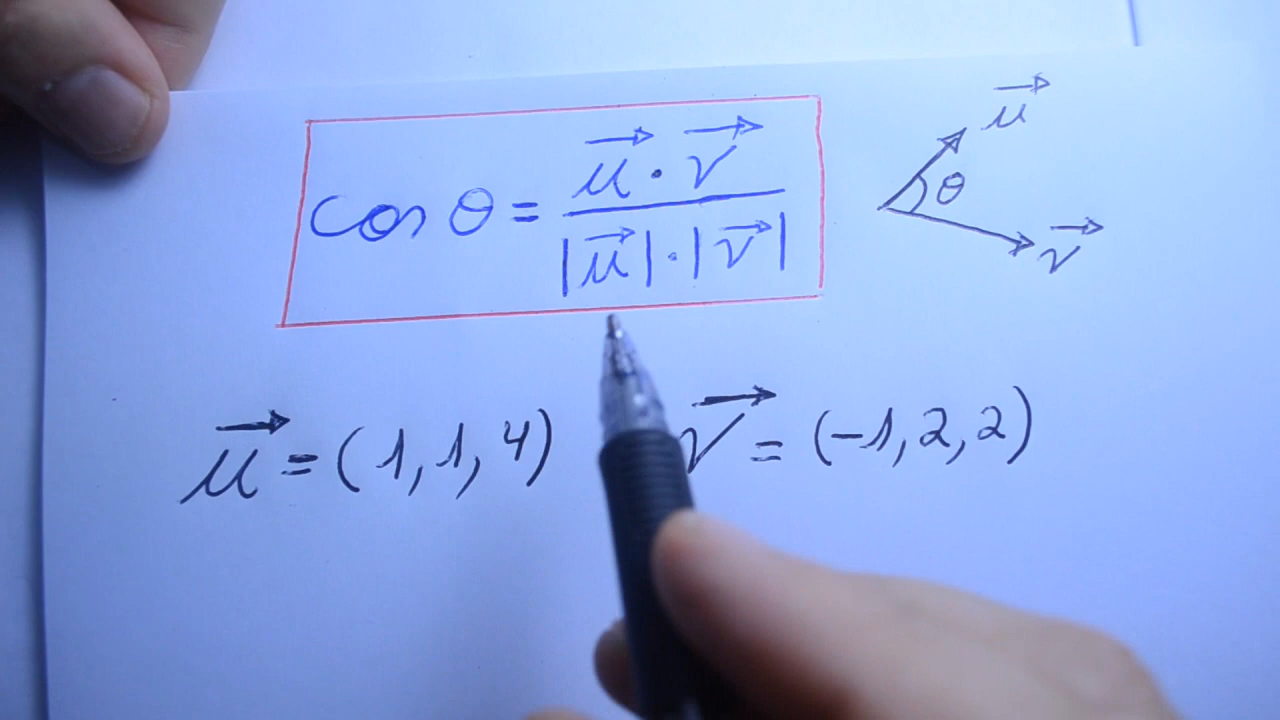 cos θ = u⃗ · v⃗ / |u⃗| · |v⃗|
u⃗
θ
v⃗
u⃗ = (1, 1, 4) v⃗ = (-1, 2, 2)